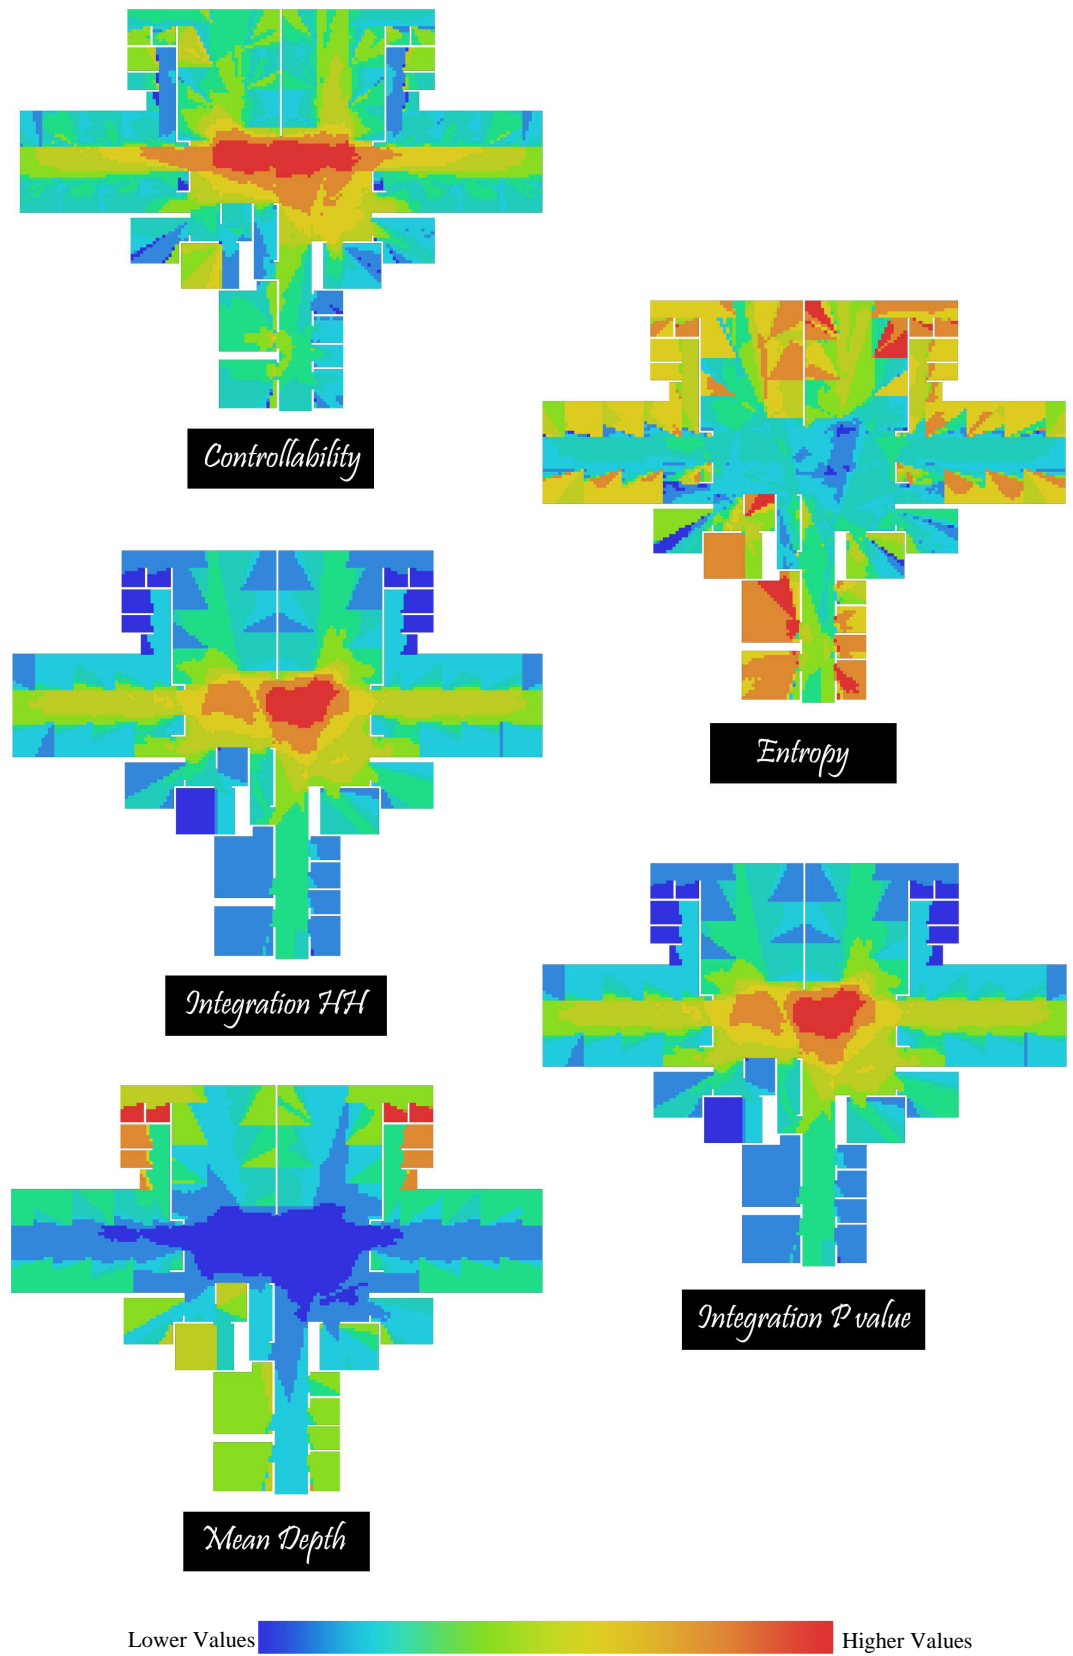 Controllability
Entropy
Integration HH
Integration P value
Mean Depth
Lower Values
Higher Values